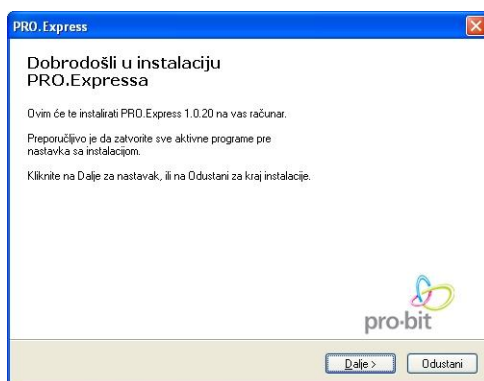 PRO.Express
Dobrodošli u instalaciju
PRO.Expressa
Ovim će te instalirati PRO.Express 1.0.20 na vas računar.
Preporučljivo je da zatvorite sve aktivne programe pre
nastavka sa instalacijom.
Kliknite na Dalje za nastavak, ili na Odustani za kraj instalacije.
pro·bit
Dalje >
Odustani